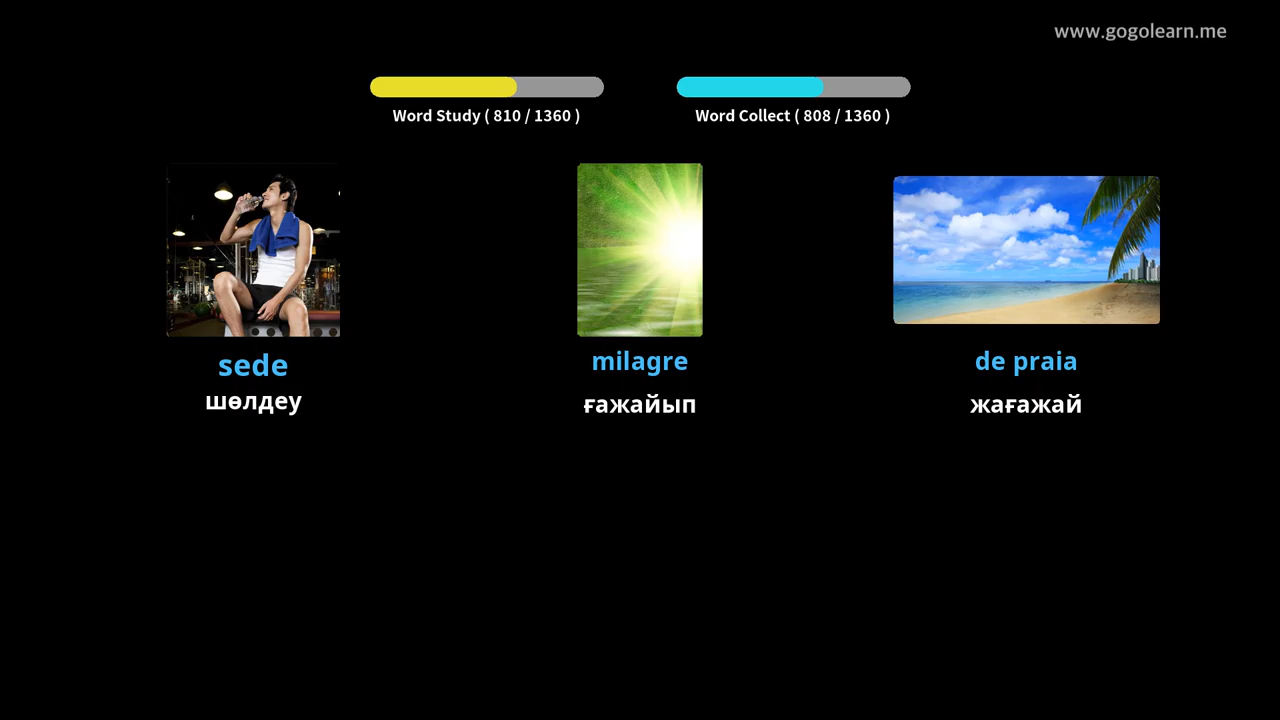 www.gogolearn.me
Word Study ( 810 / 1360 )
Word Collect ( 808 / 1360 )
sede
шөлдеу
milagre
ғажайып
de praia
жағажай